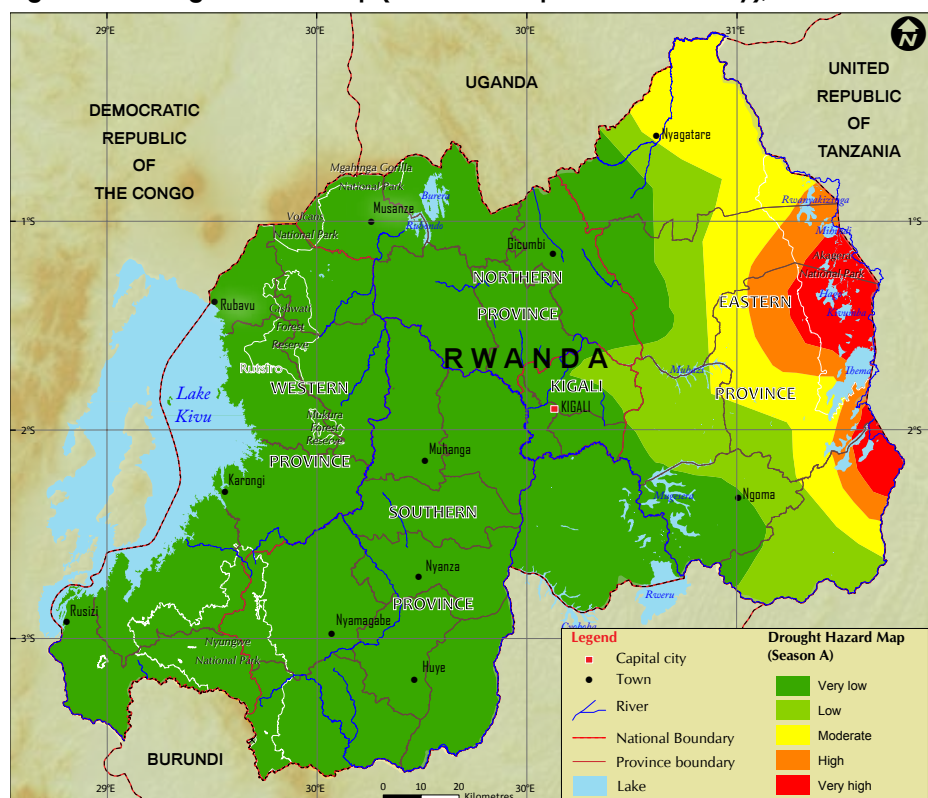 29°E
30°E
31°E
N
UGANDA
UNITED
REPUBLIC
OF
TANZANIA
DEMOCRATIC
REPUBLIC
OF
THE CONGO
Nyagatare
Mgahinga Gorilla
National Park
Burera
Ruhondo
Musanze
Volcans
National Park
1°S
1°S
Rwanyakizinga
Mihindi
Akagera
National Park
Hago
Kivumba
Gicumbi
NORTHERN
PROVINCE
EASTERN
PROVINCE
Rubavu
Gishwati
Forest
Reserve
Rutsiro
RWANDA
WESTERN
PROVINCE
KIGALI
KIGALI
Muhazi
Ihema
Lake
Kivu
Mukura
Forest
Reserve
2°S
2°S
Muhanga
Karongi
Mugesera
Ngoma
SOUTHERN
PROVINCE
Nyanza
Rweru
Cyohoha
Rusizi
Nyamagabe
3°S
Nyungwe
National Park
Huye
BURUNDI
Legend
Capital city
Town
River
National Boundary
Province boundary
Lake
Drought Hazard Map
(Season A)
Very low
Low
Moderate
High
Very high
0 10 20
Kilometres
29°E
30°E
30°E
31°E